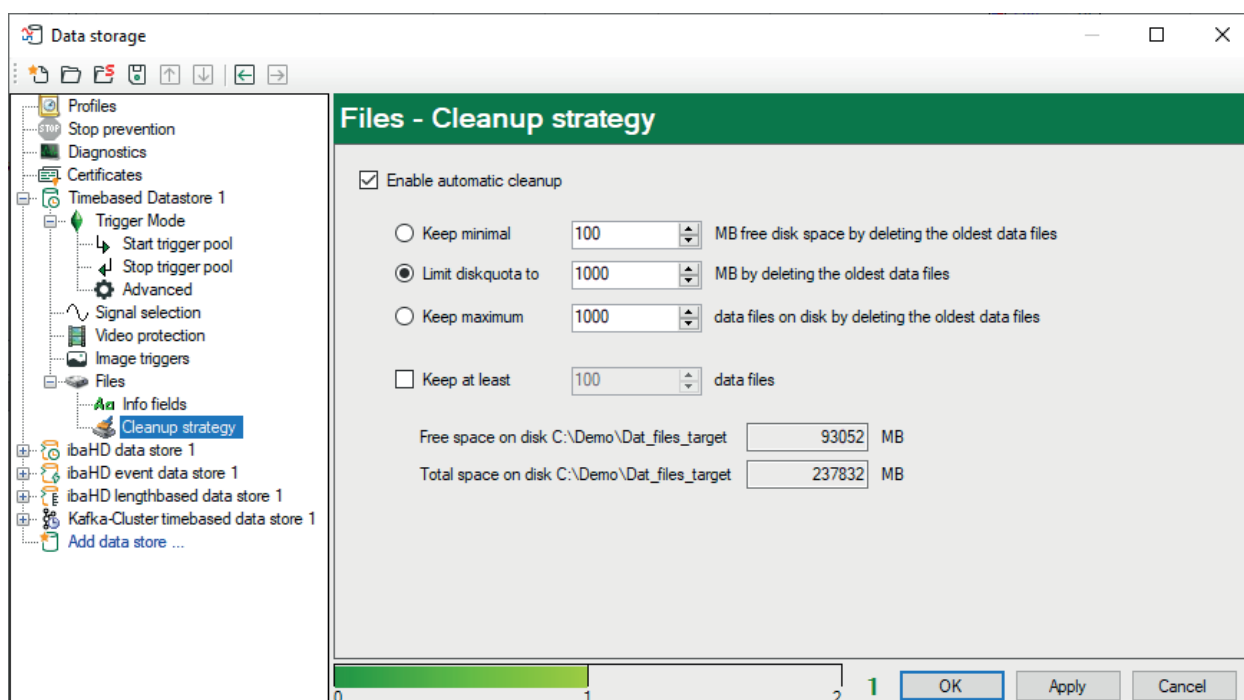 Data storage
Profiles
STOP Stop prevention
Diagnostics
Certificates
Timebased Datastore 1
Trigger Mode
Start trigger pool
Stop trigger pool
Advanced
Signal selection
Video protection
Image triggers
Files
Aa Info fields
Cleanup strategy
ibaHD data store 1
ibaHD event data store 1
ibaHD lengthbased data store 1
Kafka-Cluster timebased data store 1
Add data store ...
Files - Cleanup strategy
Enable automatic cleanup
Keep minimal 100 MB free disk space by deleting the oldest data files
Limit diskquota to 1000 MB by deleting the oldest data files
Keep maximum 1000 data files on disk by deleting the oldest data files
Keep at least 100 data files
Free space on disk C:\Demo\Dat_files_target 93052 MB
Total space on disk C:\Demo\Dat_files_target 237832 MB
0 1 2 1 OK Apply Cancel